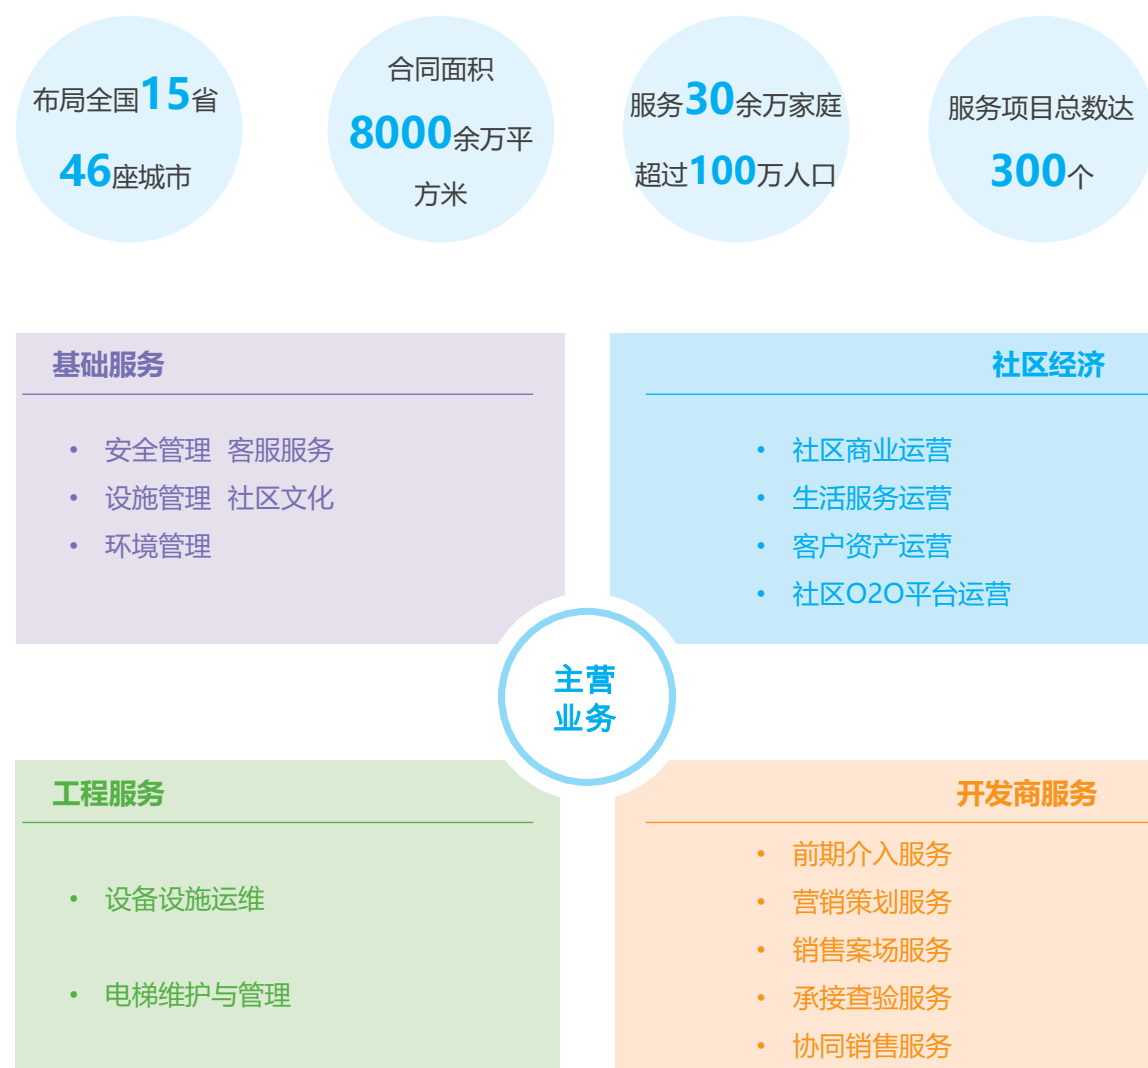 布局全国15省
46座城市
合同面积
8000余万平
方米
服务30余万家庭
超过100万人口
服务项目总数达
300个
基础服务
• 安全管理 客服服务
• 设施管理 社区文化
• 环境管理
社区经济
• 社区商业运营
• 生活服务运营
• 客户资产运营
• 社区O2O平台运营
主营
业务
工程服务
• 设备设施运维
• 电梯维护与管理
开发商服务
• 前期介入服务
• 营销策划服务
• 销售案场服务
• 承接查验服务
• 协同销售服务